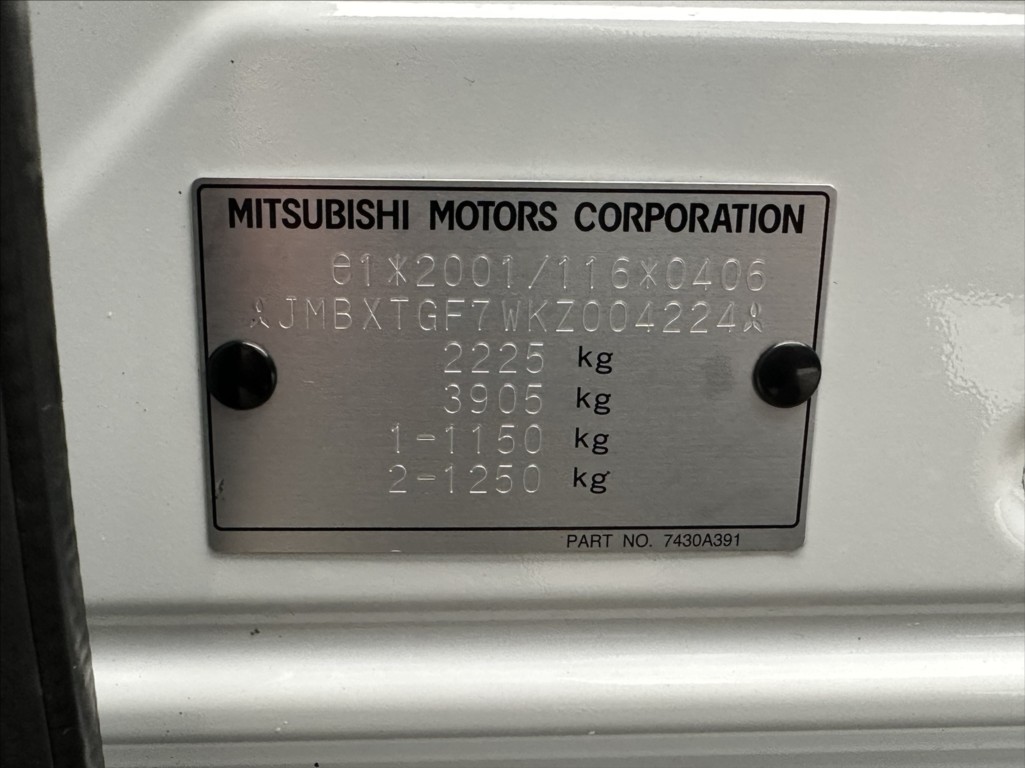 MITSUBISHI MOTORS CORPORATION
e1*2001/116*0406
JMBXTGF7WKZ004224
2225 kg
3905 kg
1-1150 kg
2-1250 kg
PART NO. 7430A391